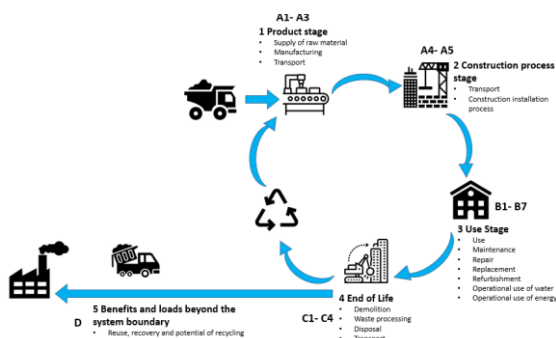 A1- A3
1 Product stage
• Supply of raw material
• Manufacturing
• Transport
A4- A5
2 Construction process
stage
• Transport
• Construction installation
process
B1- B7
3 Use Stage
• Use
• Maintenance
• Repair
• Replacement
• Refurbishment
• Operational use of water
• Operational use of energy
4 End of Life
C1- C4
• Demolition
• Waste processing
• Disposal
• Transport
5 Benefits and loads beyond the
D
system boundary
• Reuse, recovery and potential of recycling